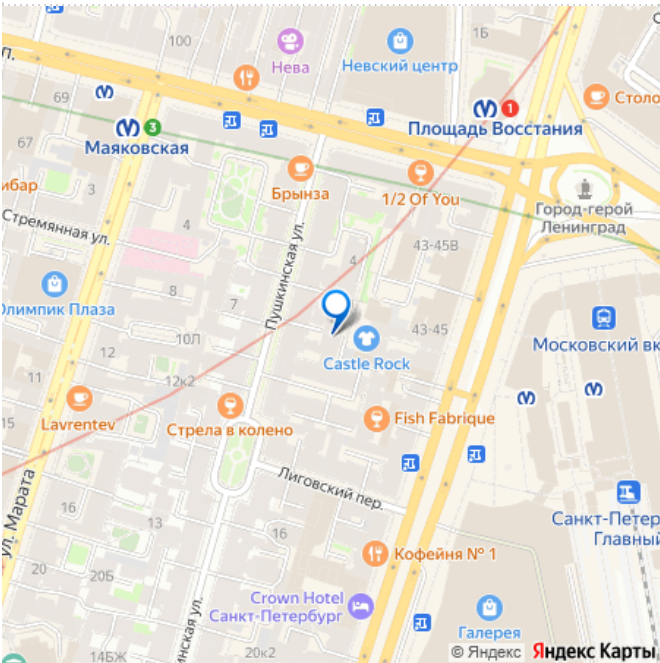 100
1Б
Нева
Невский центр
П.
69
Столо
1
Площадь Восстания
3
Маяковская
67
ибар
3
Брынза
1/2 Of You
Город-герой
Ленинград
Стремянная ул.
4
43-45В
4
Пушкинская ул.
Олимпик Плаза
8
7
10Л
43-45
Московский вк
12
Castle Rock
11
12к2
Lavrentev
Стрела в колено
Fish Fabrique
15
ул. Марата
Лиговский пер.
16
13
Санкт-Петер
Главный
16
20
20Б
Кофейня № 1
Crown Hotel
Санкт-Петербург
инская ул.
Галерея
14БЖ
20к2
© Яндекс Яндекс Карты